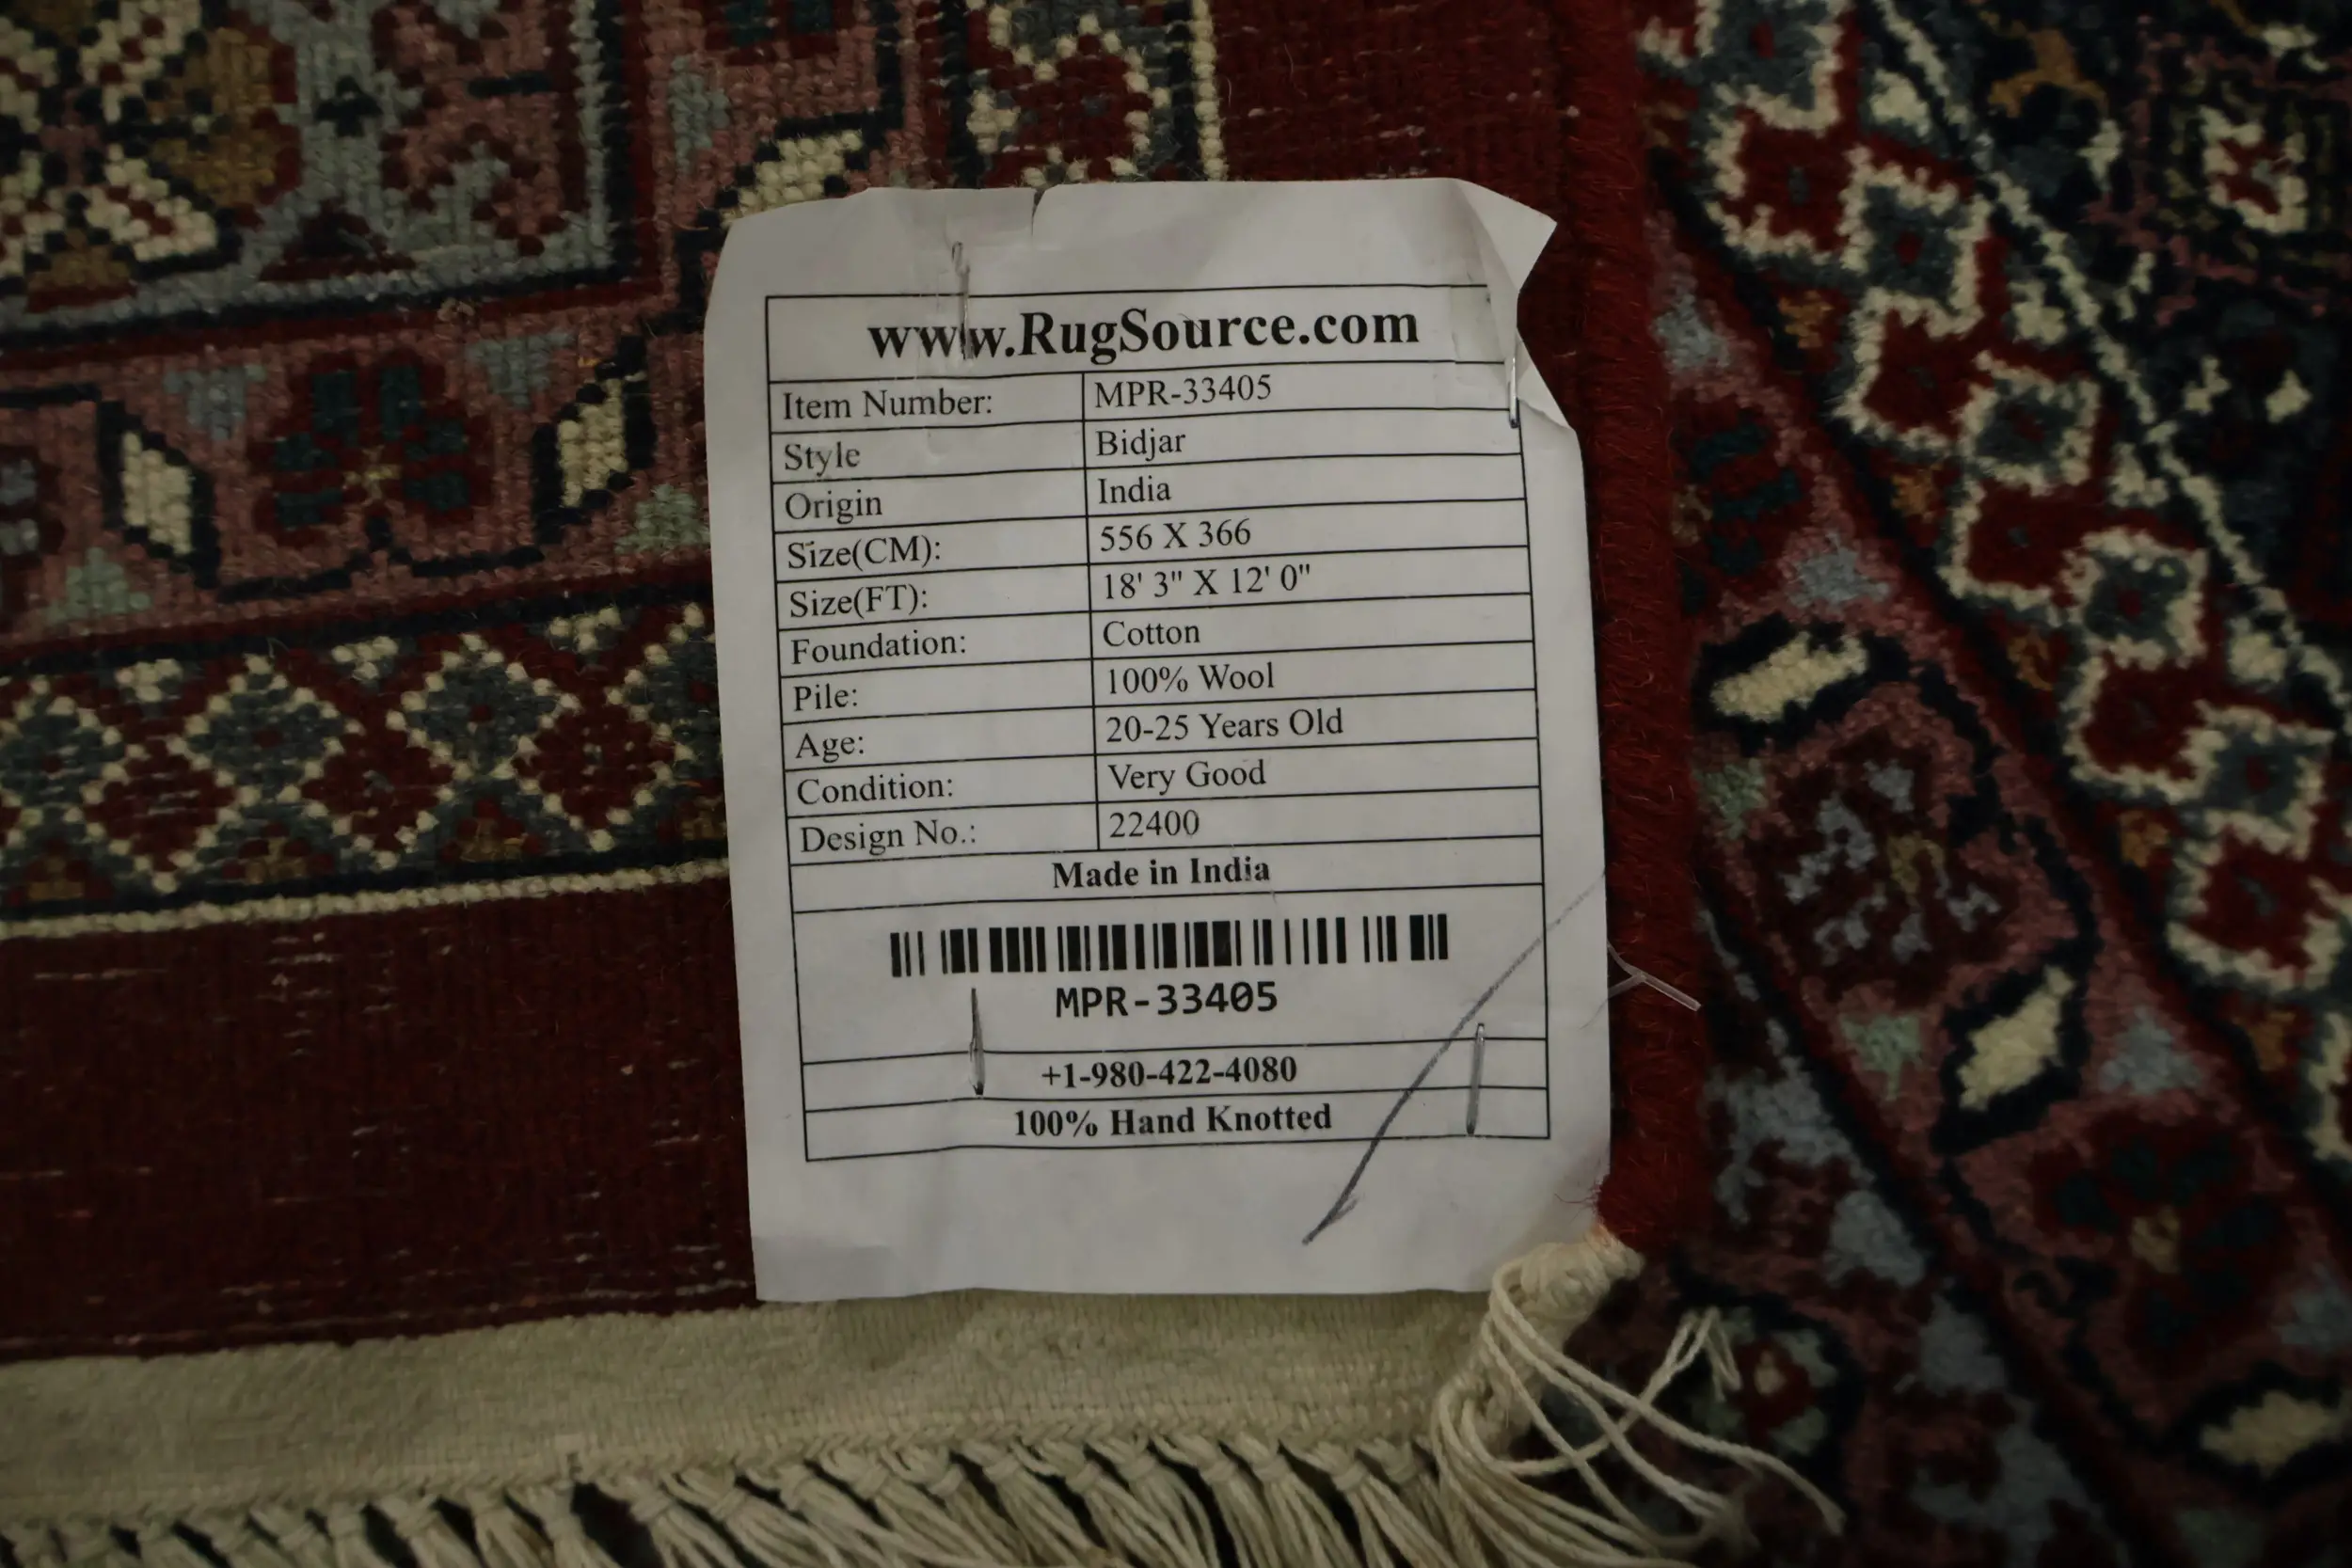 www.RugSource.com
Item Number: MPR-33405
Style Bidjar
Origin India
Size(CM): 556 X 366
Size(FT): 18' 3" X 12' 0"
Foundation: Cotton
Pile: 100% Wool
Age: 20-25 Years Old
Condition: Very Good
Design No.: 22400
Made in India
MPR-33405
+1-980-422-4080
100% Hand Knotted